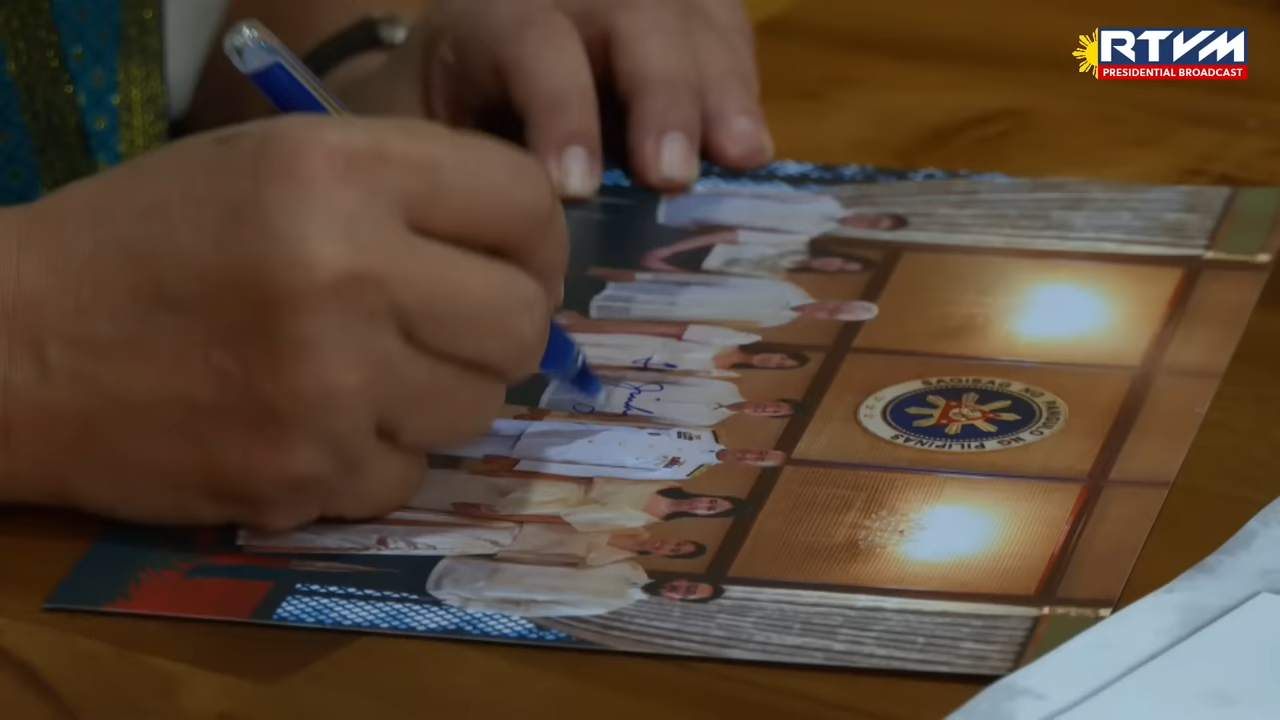 RTVM
PRESIDENTIAL BROADCAST
SAGISAG NG PANGULO NG PILIPINAS